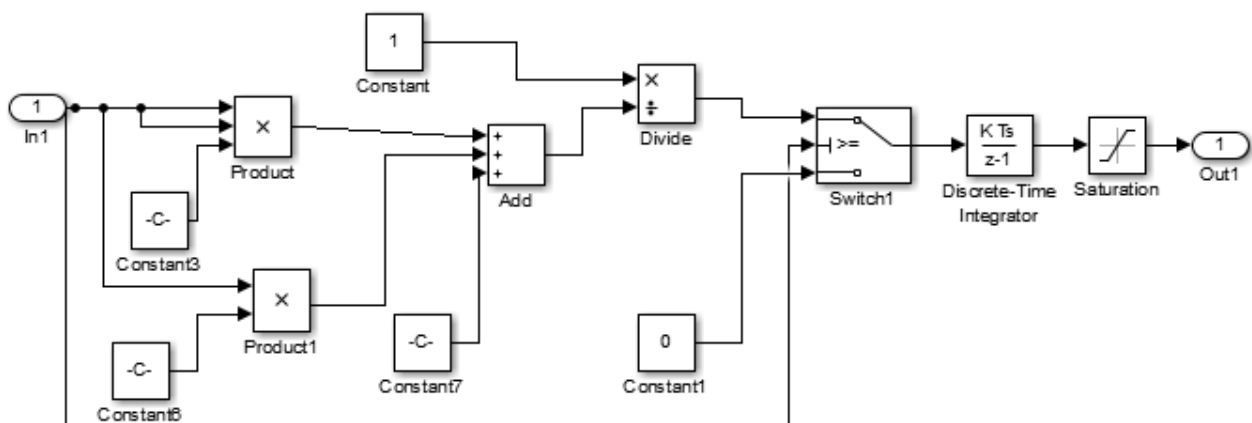 1
Constant
×
÷
Divide
1
In1
×
Product
+
+
+
Add
>=
Switch1
K Ts
z-1
Discrete-Time
Integrator
Saturation
1
Out1
-C-
Constant3
×
Product1
-C-
Constant6
-C-
Constant7
0
Constant1